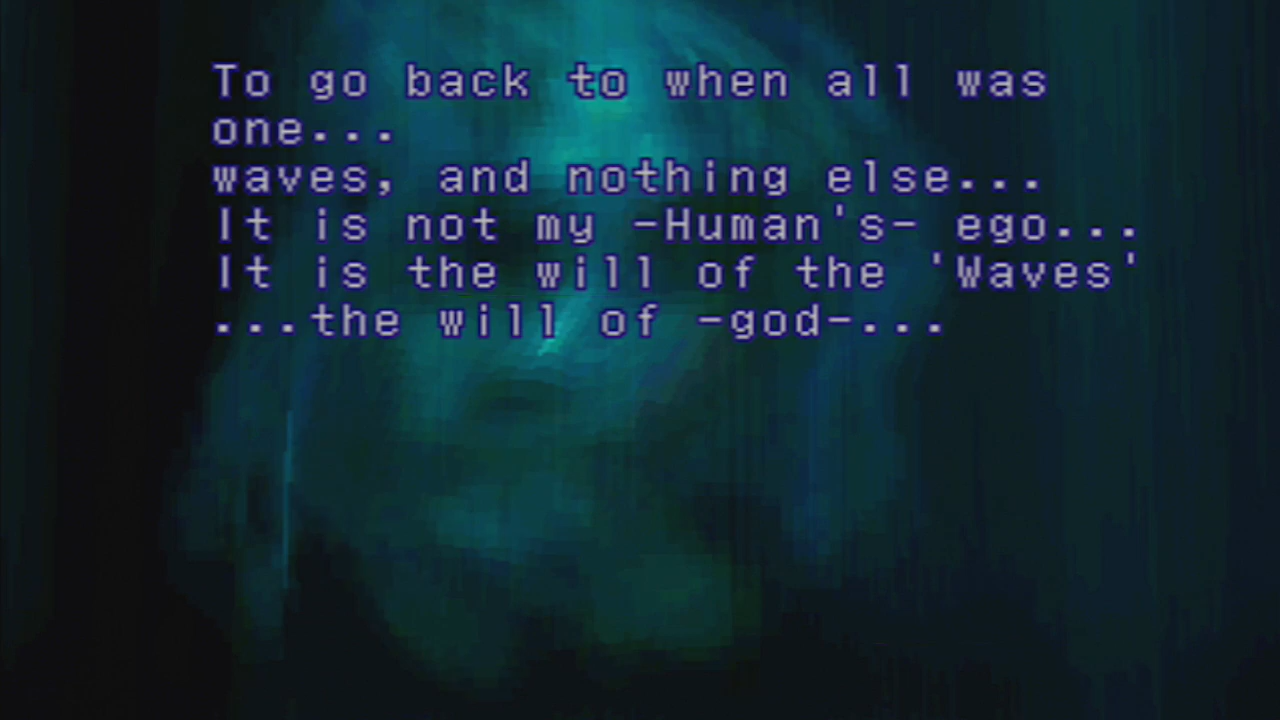 To go back to when all was
one...
waves, and nothing else...
It is not my -Human's- ego...
It is the will of the 'Waves'
...the will of -god-...